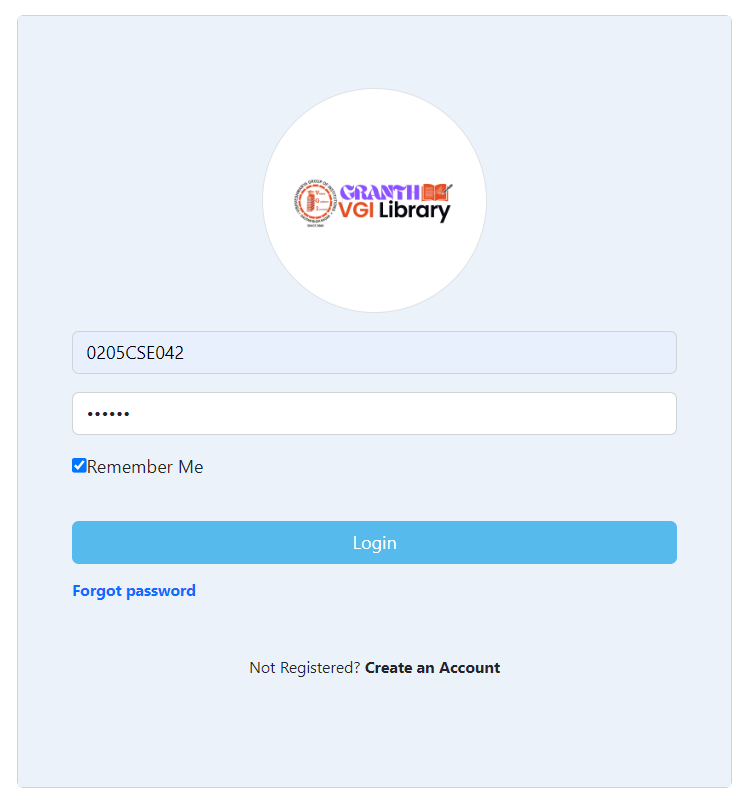 GRANTH
VGI Library
0205CSE042
••••••
Remember Me
Login
Forgot password
Not Registered? Create an Account